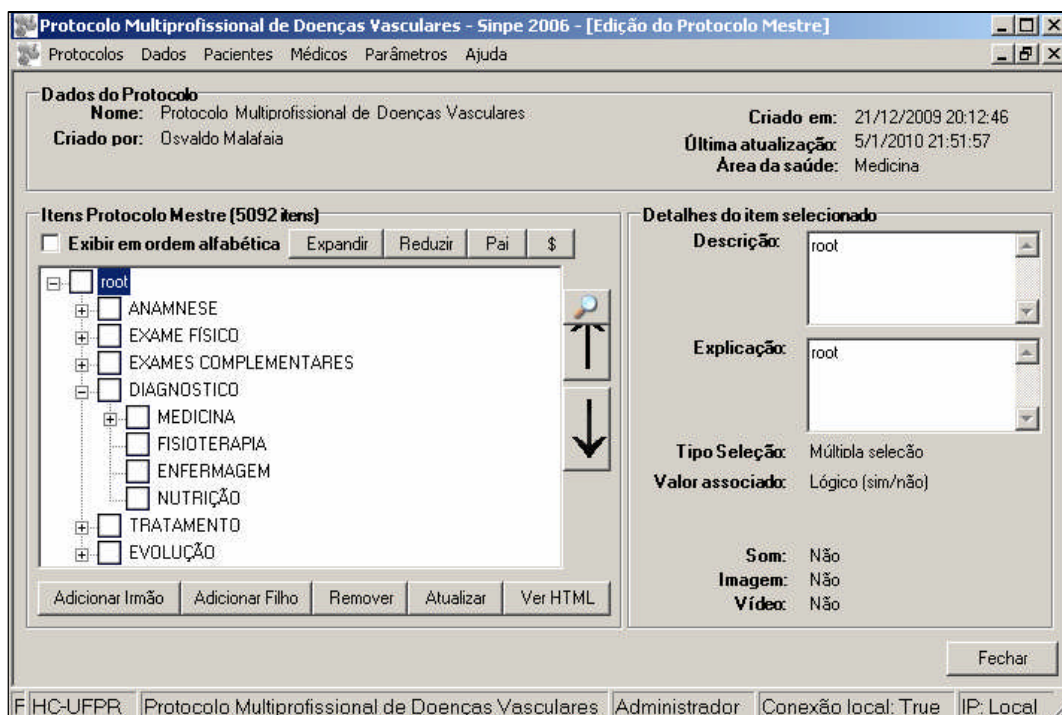 Protocolo Multiprofissional de Doenças Vasculares - Sinpe 2006 - [Edição do Protocolo Mestre]
Protocolos Dados Pacientes Médicos Parâmetros Ajuda
Dados do Protocolo
Nome: Protocolo Multiprofissional de Doenças Vasculares
Criado por: Osvaldo Malafaia
Criado em: 21/12/2009 20:12:46
Última atualização: 5/1/2010 21:51:57
Área da saúde: Medicina
Itens Protocolo Mestre (5092 itens)
Exibir em ordem alfabética Expandir Reduzir Pai $
root
ANAMNESE
EXAME FÍSICO
EXAMES COMPLEMENTARES
DIAGNOSTICO
MEDICINA
FISIOTERAPIA
ENFERMAGEM
NUTRIÇÃO
TRATAMENTO
EVOLUÇÃO
Adicionar Irmão Adicionar Filho Remover Atualizar Ver HTML
Detalhes do item selecionado
Descrição: root
Explicação: root
Tipo Seleção: Múltipla selecão
Valor associado: Lógico (sim/não)
Som: Não
Imagem: Não
Vídeo: Não
Fechar
F HC-UFPR Protocolo Multiprofissional de Doenças Vasculares Administrador Conexão local: True IP: Local